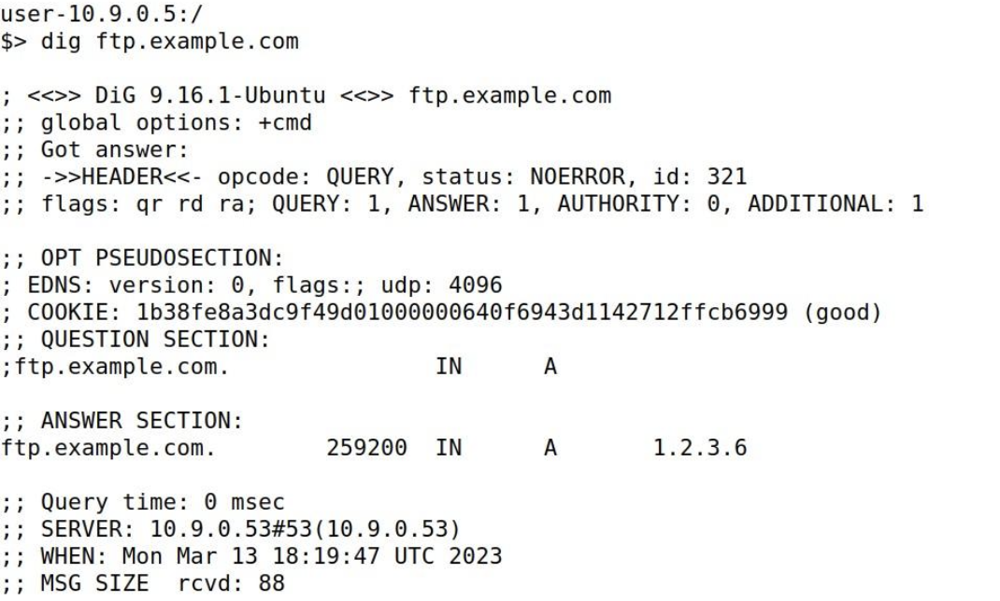 user-10.9.0.5:/
$> dig ftp.example.com
; <<>> DiG 9.16.1-Ubuntu <<>> ftp.example.com
;; global options: +cmd
;; Got answer:
;; ->>HEADER<<- opcode: QUERY, status: NOERROR, id: 321
;; flags: qr rd ra; QUERY: 1, ANSWER: 1, AUTHORITY: 0, ADDITIONAL: 1
;; OPT PSEUDOSECTION:
; EDNS: version: 0, flags:; udp: 4096
; COOKIE: 1b38fe8a3dc9f49d01000000640f6943d1142712ffcb6999 (good)
;; QUESTION SECTION:
;ftp.example.com. IN A
;; ANSWER SECTION:
ftp.example.com. 259200 IN A 1.2.3.6
;; Query time: 0 msec
;; SERVER: 10.9.0.53#53(10.9.0.53)
;; WHEN: Mon Mar 13 18:19:47 UTC 2023
;; MSG SIZE rcvd: 88